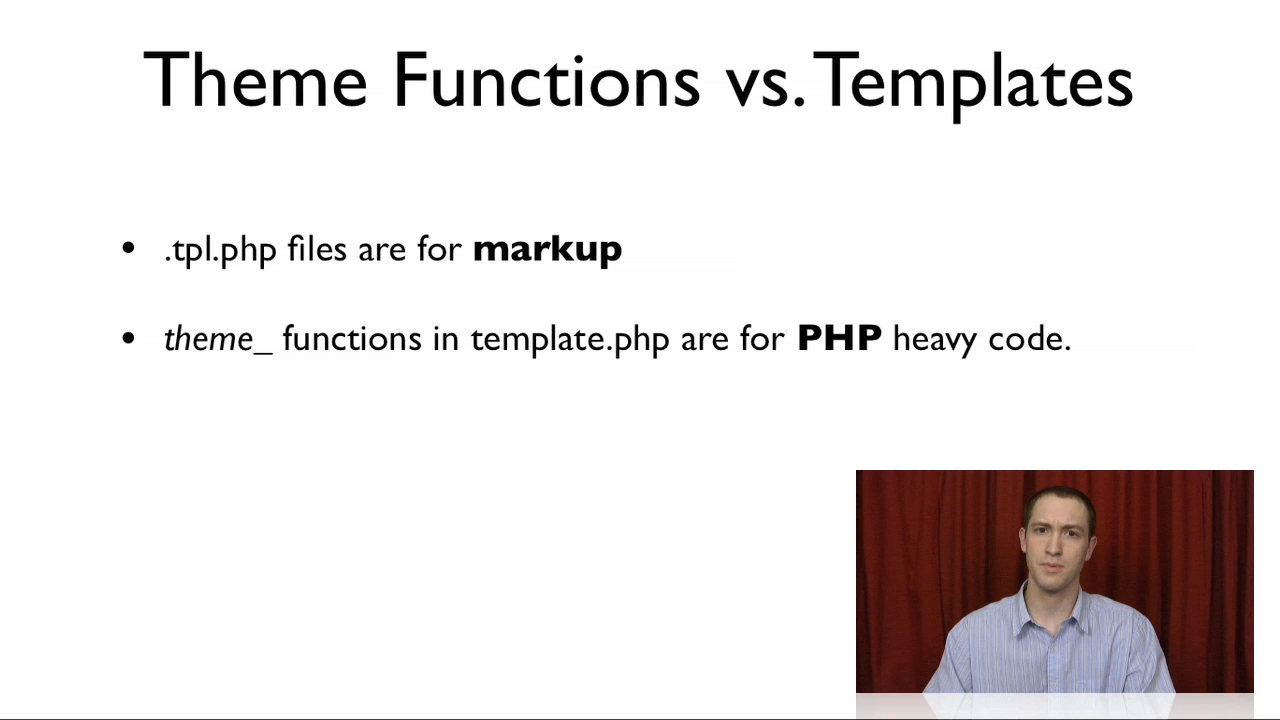 Theme Functions vs. Templates
• .tpl.php files are for markup
• theme_ functions in template.php are for PHP heavy code.